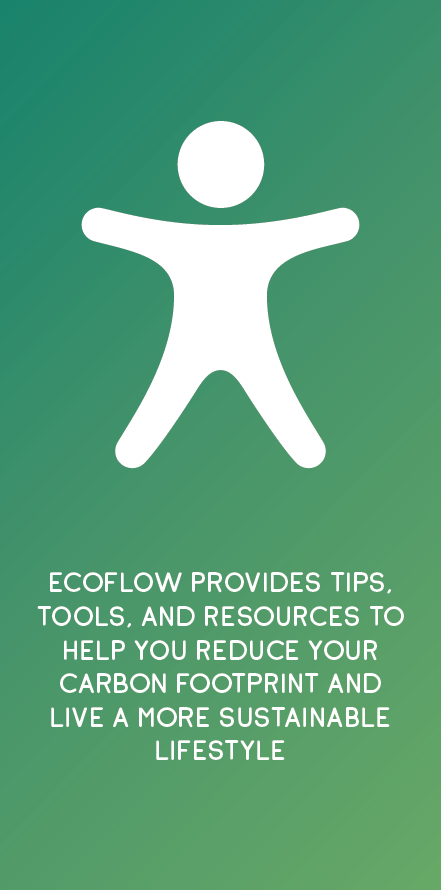 ECOFLOW PROVIDES TIPS,
TOOLS, AND RESOURCES TO
HELP YOU REDUCE YOUR
CARBON FOOTPRINT AND
LIVE A MORE SUSTAINABLE
LIFESTYLE